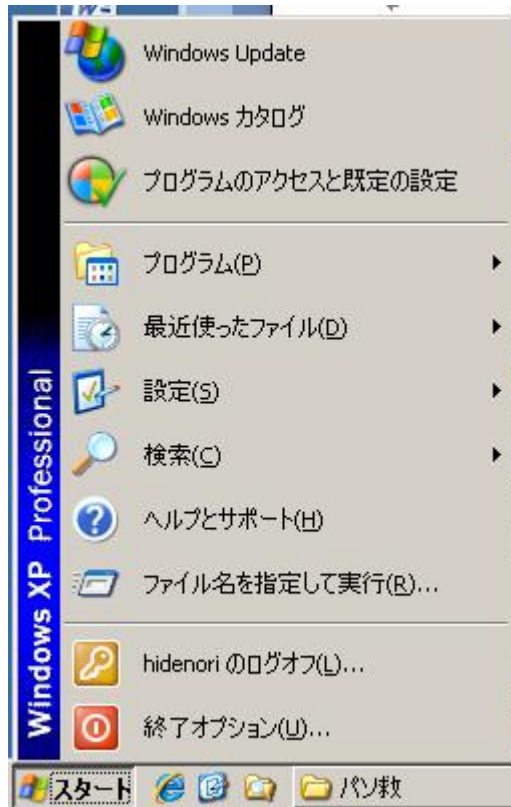 Windows Update
Windows カタログ
プログラムのアクセスと既定の設定
プログラム(P)
最近使ったファイル(D)
設定(S)
検索(C)
ヘルプとサポート(H)
ファイル名を指定して実行(R)...
hidenori のログオフ(L)...
終了オプション(U)...
Windows XP Professional
スタート
パソ救